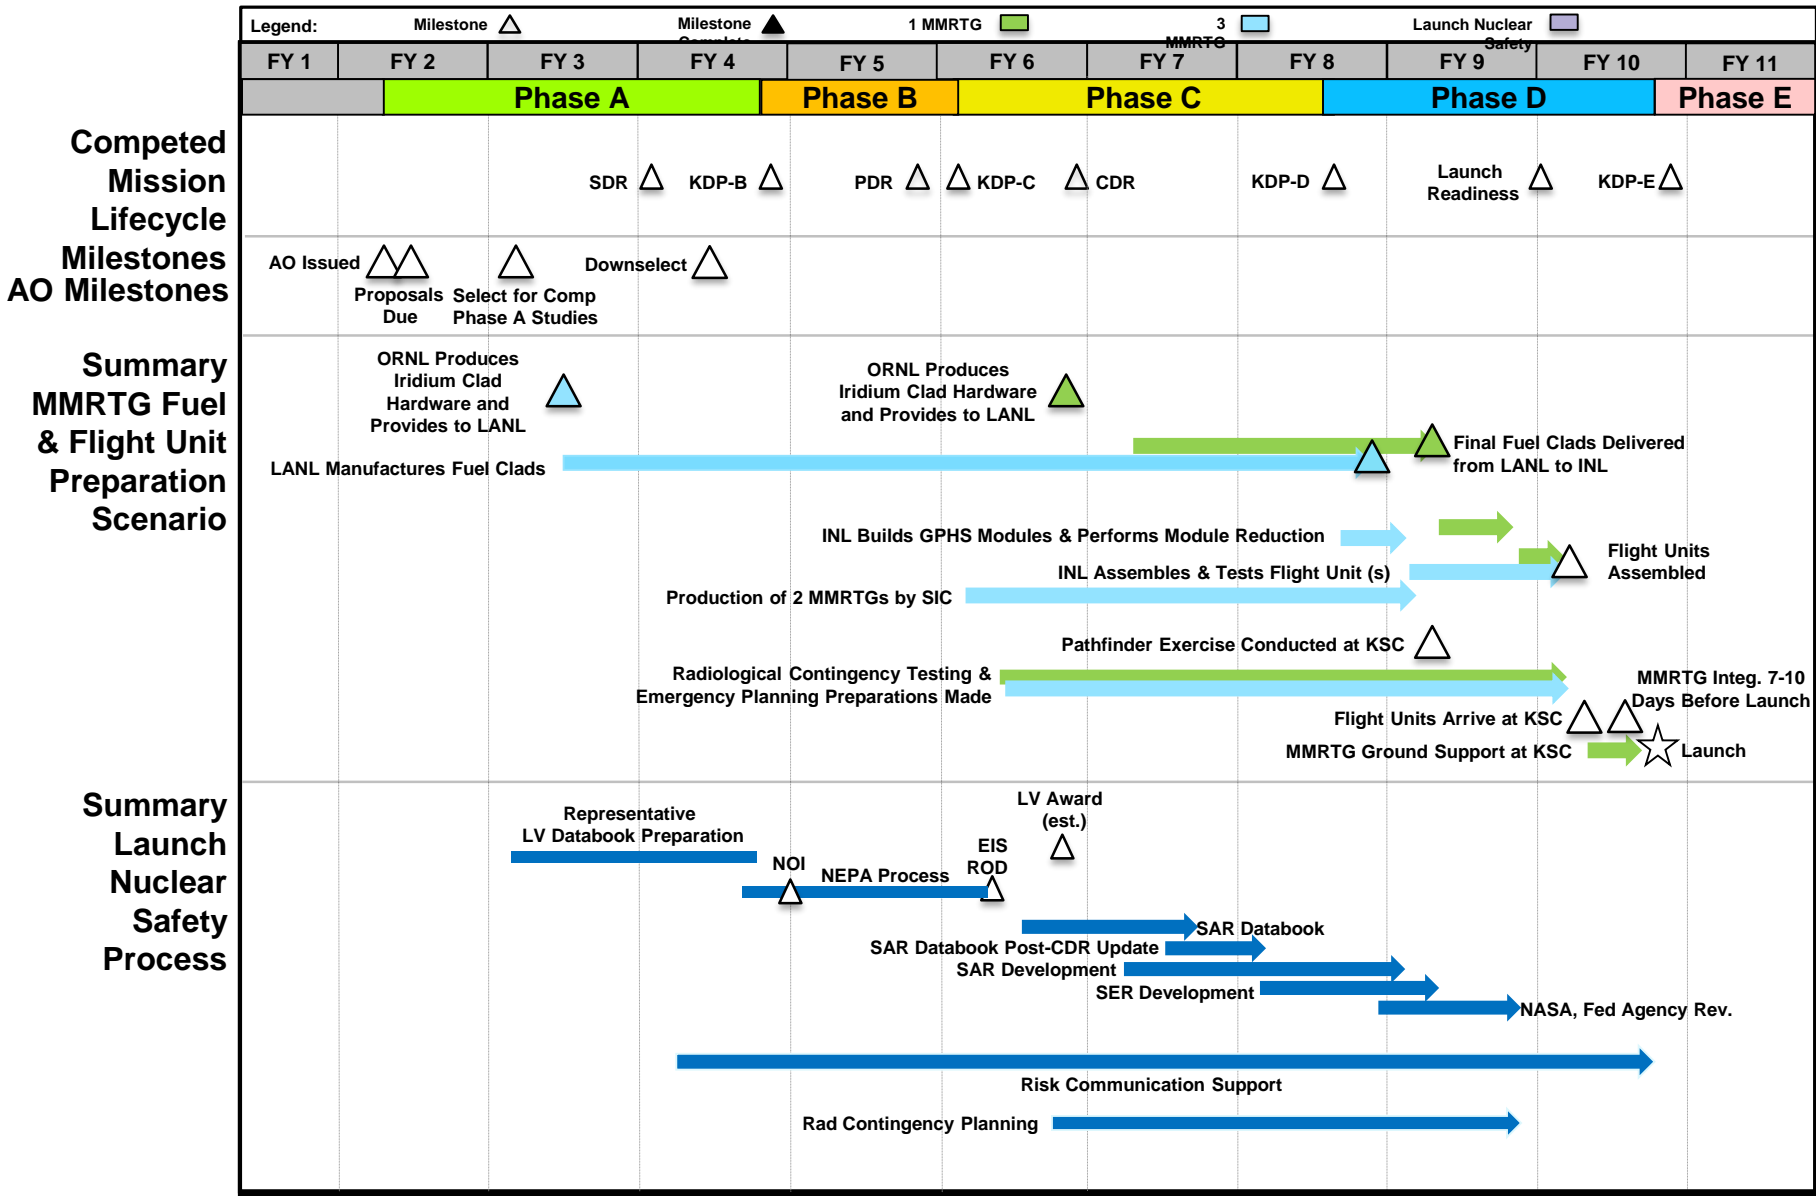 Legend:
Milestone
Milestone
Complete
1 MMRTG
3
MMRTG
Launch Nuclear
Safety
FY 1
FY 2
FY 3
FY 4
FY 5
FY 6
FY 7
FY 8
FY 9
FY 10
FY 11
Phase A
Phase B
Phase C
Phase D
Phase E
Competed
Mission
Lifecycle
Milestones
SDR
KDP-B
PDR
KDP-C
CDR
KDP-D
Launch
Readiness
KDP-E
AO Milestones
AO Issued
Proposals
Due
Select for Comp
Phase A Studies
Downselect
Summary
MMRTG Fuel
& Flight Unit
Preparation
Scenario
ORNL Produces
Iridium Clad
Hardware and
Provides to LANL
ORNL Produces
Iridium Clad Hardware
and Provides to LANL
LANL Manufactures Fuel Clads
Final Fuel Clads Delivered
from LANL to INL
INL Builds GPHS Modules & Performs Module Reduction
INL Assembles & Tests Flight Unit (s)
Flight Units
Assembled
Production of 2 MMRTGs by SIC
Pathfinder Exercise Conducted at KSC
Radiological Contingency Testing &
Emergency Planning Preparations Made
MMRTG Integ. 7-10
Days Before Launch
Flight Units Arrive at KSC
MMRTG Ground Support at KSC
Launch
Summary
Launch
Nuclear
Safety
Process
Representative
LV Databook Preparation
LV Award
(est.)
NOI
NEPA Process
EIS
ROD
SAR Databook
SAR Databook Post-CDR Update
SAR Development
SER Development
NASA, Fed Agency Rev.
Risk Communication Support
Rad Contingency Planning